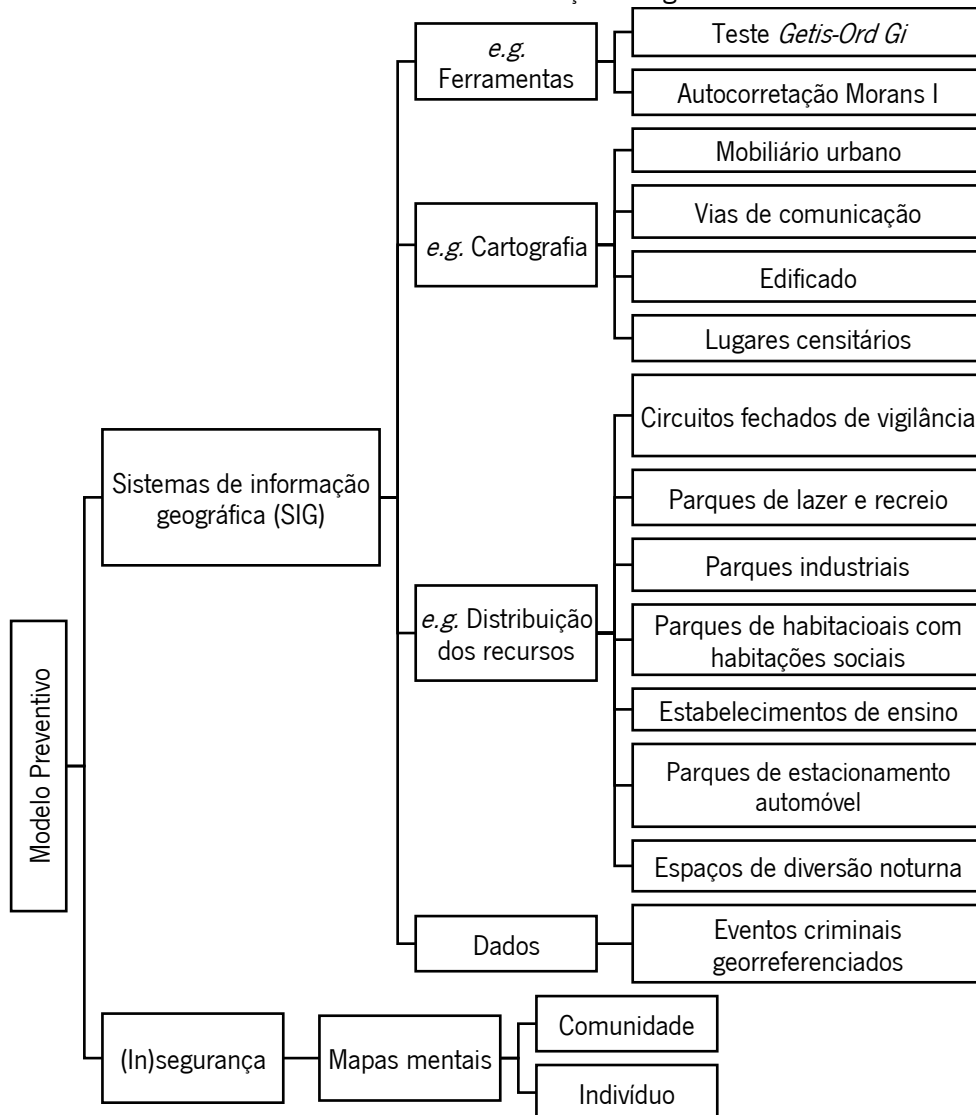 e.g.
Ferramentas
Teste Getis-Ord Gi
Autocorretação Morans I
e.g. Cartografia
Mobiliário urbano
Vias de comunicação
Edificado
Lugares censitários
Sistemas de informação
geográfica (SIG)
e.g. Distribuição
dos recursos
Circuitos fechados de vigilância
Parques de lazer e recreio
Parques industriais
Parques de habitacioais com
habitações sociais
Estabelecimentos de ensino
Parques de estacionamento
automóvel
Espaços de diversão noturna
Modelo Preventivo
Dados
Eventos criminais
georreferenciados
(In)segurança
Mapas mentais
Comunidade
Indivíduo